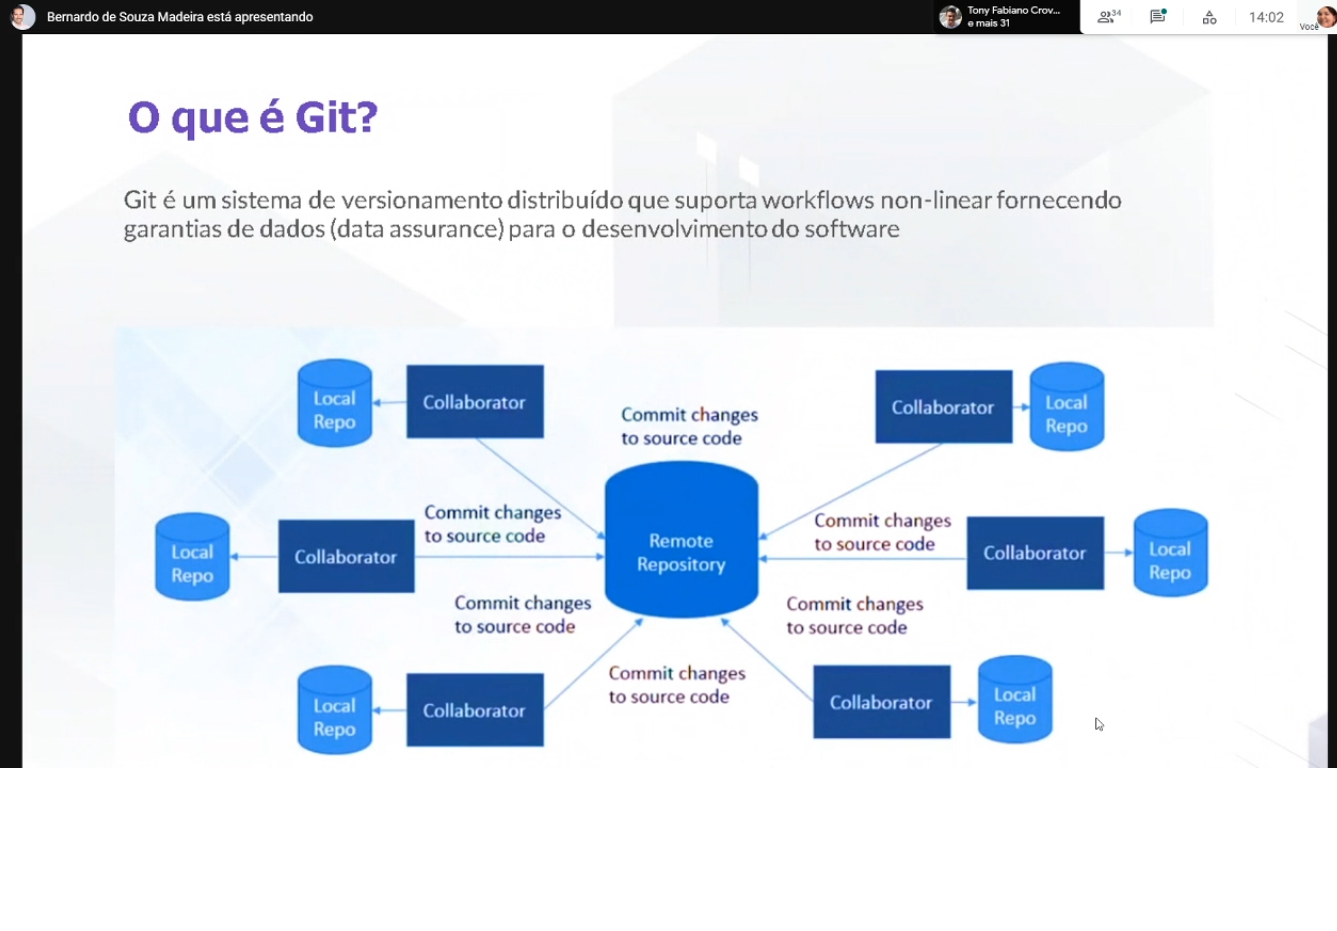 Bernardo de Souza Madeira está apresentando
Tony Fabiano Crov...
e mais 31
34
14:02
Você
O que é Git?
Git é um sistema de versionamento distribuído que suporta workflows non-linear fornecendo
garantias de dados (data assurance) para o desenvolvimento do software
Local
Repo
Collaborator
Commit changes
to source code
Collaborator
Local
Repo
Local
Repo
Collaborator
Commit changes
to source code
Remote
Repository
Commit changes
to source code
Collaborator
Local
Repo
Commit changes
to source code
Commit changes
to source code
Local
Repo
Collaborator
Commit changes
to source code
Collaborator
Local
Repo